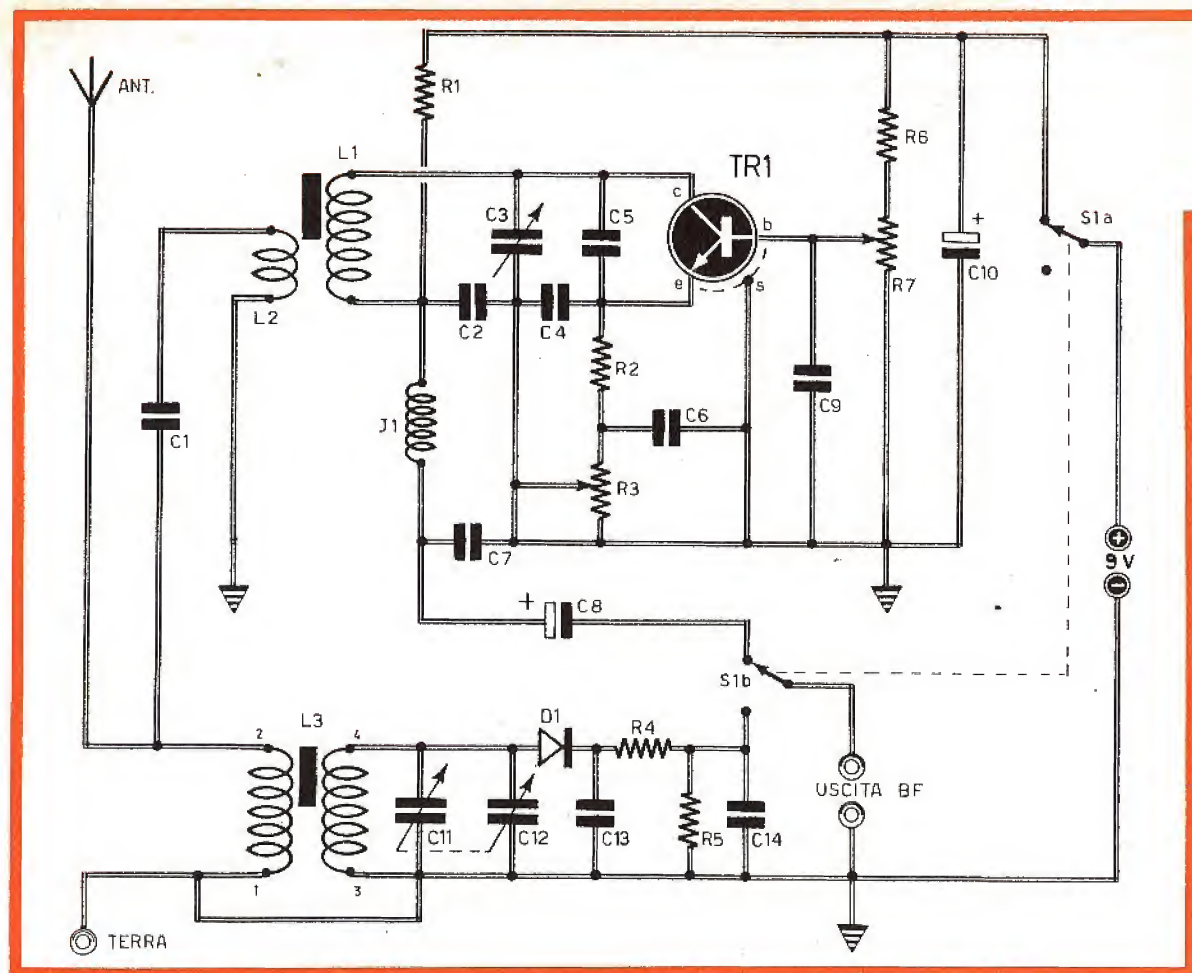 ANT.
R1
R6
L1
TR1
c
C3
C5
b
+
S1a
C10
R7
e
s
L2
C2
C4
R2
C9
C6
J1
C1
R3
C7
+
9 V
−
+
C8
S1b
L3
D1
R4
2
4
USCITA BF
C11
C12
C13
R5
C14
1
3
TERRA